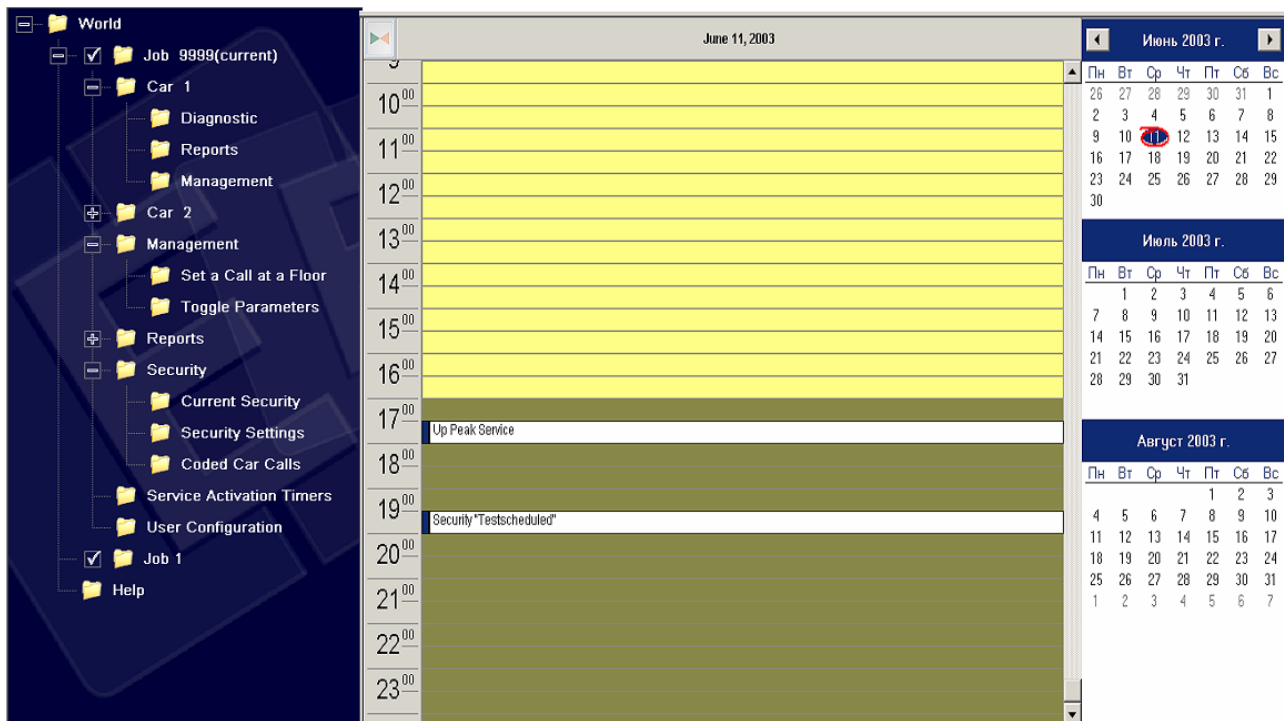 World
Job 9999(current)
Car 1
Diagnostic
Reports
Management
Car 2
Management
Set a Call at a Floor
Toggle Parameters
Reports
Security
Current Security
Security Settings
Coded Car Calls
Service Activation Timers
User Configuration
Job 1
Help
June 11, 2003
10 00
11 00
12 00
13 00
14 00
15 00
16 00
17 00
Up Peak Service
18 00
19 00
Security "Testscheduled"
20 00
21 00
22 00
23 00
Июнь 2003 г.
Пн Вт Ср Чт Пт Сб Вс
26 27 28 29 30 31 1
2 3 4 5 6 7 8
9 10 11 12 13 14 15
16 17 18 19 20 21 22
23 24 25 26 27 28 29
30
Июль 2003 г.
Пн Вт Ср Чт Пт Сб Вс
1 2 3 4 5 6
7 8 9 10 11 12 13
14 15 16 17 18 19 20
21 22 23 24 25 26 27
28 29 30 31
Август 2003 г.
Пн Вт Ср Чт Пт Сб Вс
1 2 3
4 5 6 7 8 9 10
11 12 13 14 15 16 17
18 19 20 21 22 23 24
25 26 27 28 29 30 31
1 2 3 4 5 6 7